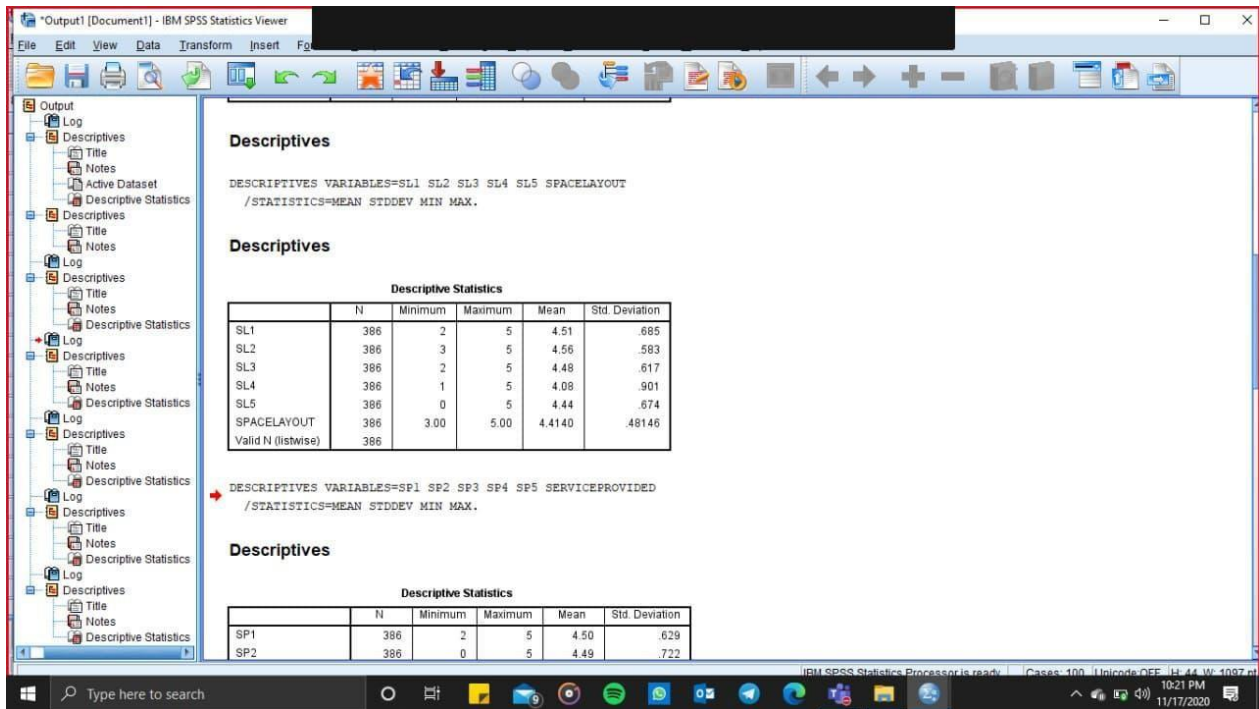 *Output1 [Document1] - IBM SPSS Statistics Viewer
File Edit View Data Transform Insert
Output
Log
Descriptives
Title
Notes
Active Dataset
Descriptive Statistics
Descriptives
Title
Notes
Log
Descriptives
Title
Notes
Descriptive Statistics
Log
Descriptives
Title
Notes
Descriptive Statistics
Log
Descriptives
Title
Notes
Descriptive Statistics
Log
Descriptives
Title
Notes
Descriptive Statistics
Log
Descriptives
Title
Notes
Descriptive Statistics
Descriptives
DESCRIPTIVES VARIABLES=SL1 SL2 SL3 SL4 SL5 SPACELAYOUT
/STATISTICS=MEAN STDDEV MIN MAX.
Descriptives
Descriptive Statistics
N Minimum Maximum Mean Std. Deviation
SL1 386 2 5 4.51 .685
SL2 386 3 5 4.56 .583
SL3 386 2 5 4.48 .617
SL4 386 1 5 4.08 .901
SL5 386 0 5 4.44 .674
SPACELAYOUT 386 3.00 5.00 4.4140 .48146
Valid N (listwise) 386
DESCRIPTIVES VARIABLES=SP1 SP2 SP3 SP4 SP5 SERVICEPROVIDED
/STATISTICS=MEAN STDDEV MIN MAX.
Descriptives
Descriptive Statistics
N Minimum Maximum Mean Std. Deviation
SP1 386 2 5 4.50 .629
SP2 386 0 5 4.49 .722
IBM SPSS Statistics Processor is ready Cases: 100 Unicode:OFF H: 44, W: 1097 pt
Type here to search
9
10:21 PM
11/17/2020